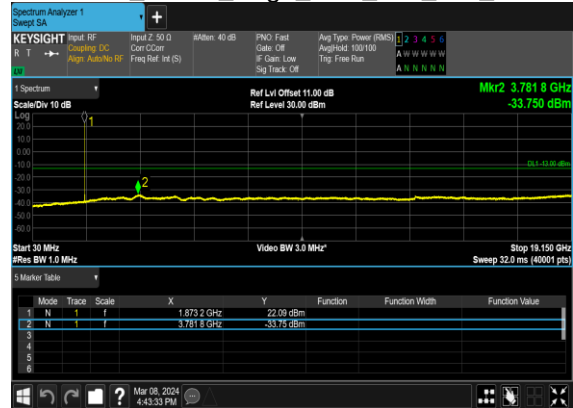 Spectrum Analyzer 1
Swept SA
+
KEYSIGHT Input: RF Input Z: 50 Ω #Atten: 40 dB PNO: Fast Avg Type: Power (RMS) 1 2 3 4 5 6
R T Coupling: DC Corr CCorr Gate: Off Avg|Hold: 100/100 A W W W W W
Align: Auto/No RF Freq Ref: Int (S) IF Gain: Low Trig: Free Run
Sig Track: Off A N N N N N
LXI
1 Spectrum Ref Lvl Offset 11.00 dB Mkr2 3.781 8 GHz
Scale/Div 10 dB Ref Level 30.00 dBm -33.750 dBm
Log
1
20.0
10.0
0.00
-10.0
DL1 -13.00 dBm
-20.0
2
-30.0
-40.0
-50.0
-60.0
Start 30 MHz Video BW 3.0 MHz* Stop 19.150 GHz
#Res BW 1.0 MHz Sweep 32.0 ms (40001 pts)
5 Marker Table
Mode Trace Scale X Y Function Function Width Function Value
1 N 1 f 1.873 2 GHz 22.09 dBm
2 N 1 f 3.781 8 GHz -33.75 dBm
3
4
5
6
? Mar 08, 2024
4:43:33 PM